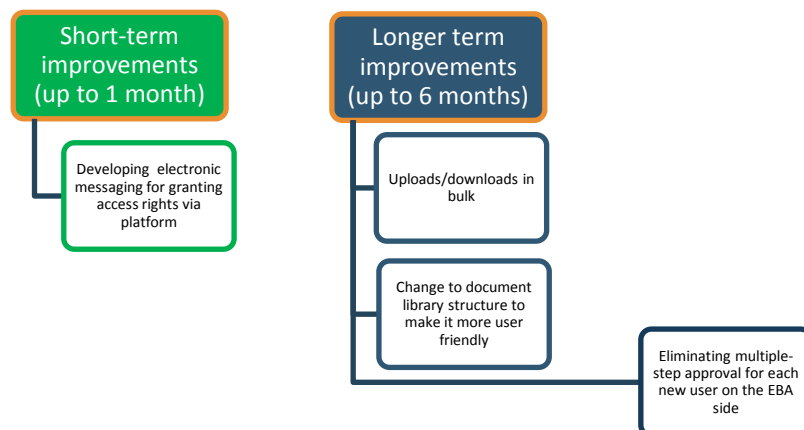 Short-term
improvements
(up to 1 month)
Developing electronic
messaging for granting
access rights via
platform
Longer term
improvements
(up to 6 months)
Uploads/downloads in
bulk
Change to document
library structure to
make it more user
friendly
Eliminating multiple-
step approval for each
new user on the EBA
side